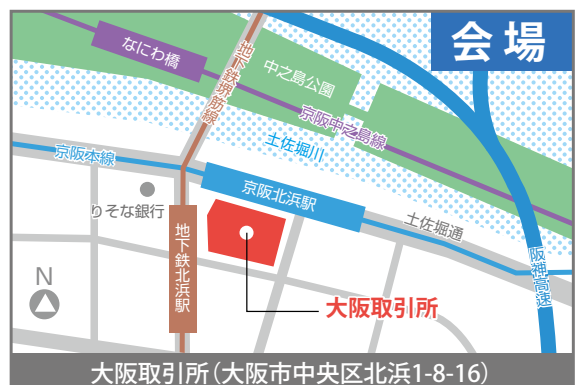 会場
なにわ橋
地下鉄堺筋線
中之島公園
京阪中之島線
土佐堀川
京阪本線
京阪北浜駅
りそな銀行
土佐堀通
地下鉄北浜駅
阪神高速
N
大阪取引所
大阪取引所(大阪市中央区北浜1-8-16)